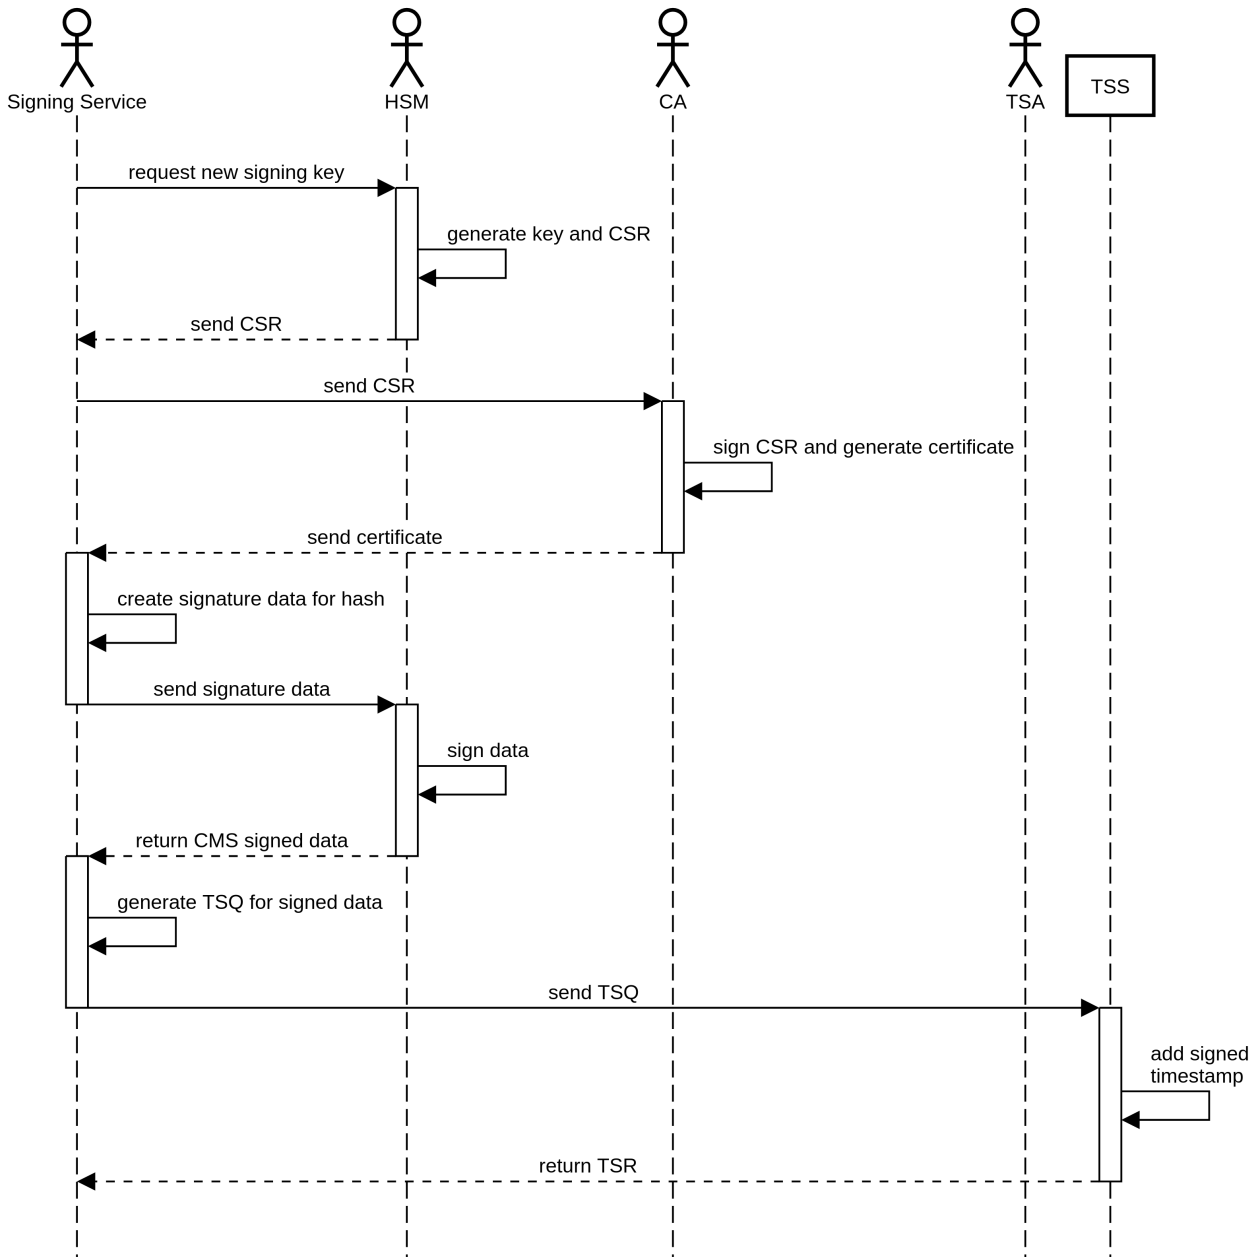 Signing Service
HSM
CA
TSA
TSS
request new signing key
generate key and CSR
send CSR
send CSR
sign CSR and generate certificate
send certificate
create signature data for hash
send signature data
sign data
return CMS signed data
generate TSQ for signed data
send TSQ
add signed
timestamp
return TSR